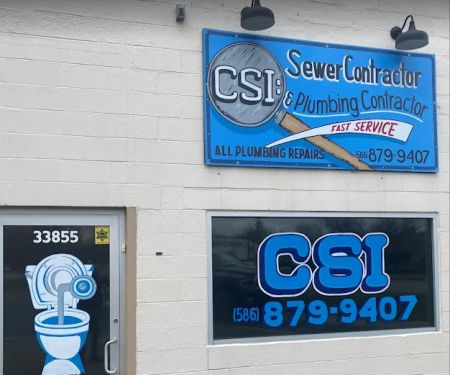 CSI:
Sewer Contractor
& Plumbing Contractor
FAST SERVICE
ALL PLUMBING REPAIRS (586) 879-9407
33855
CSI
(586) 879-9407